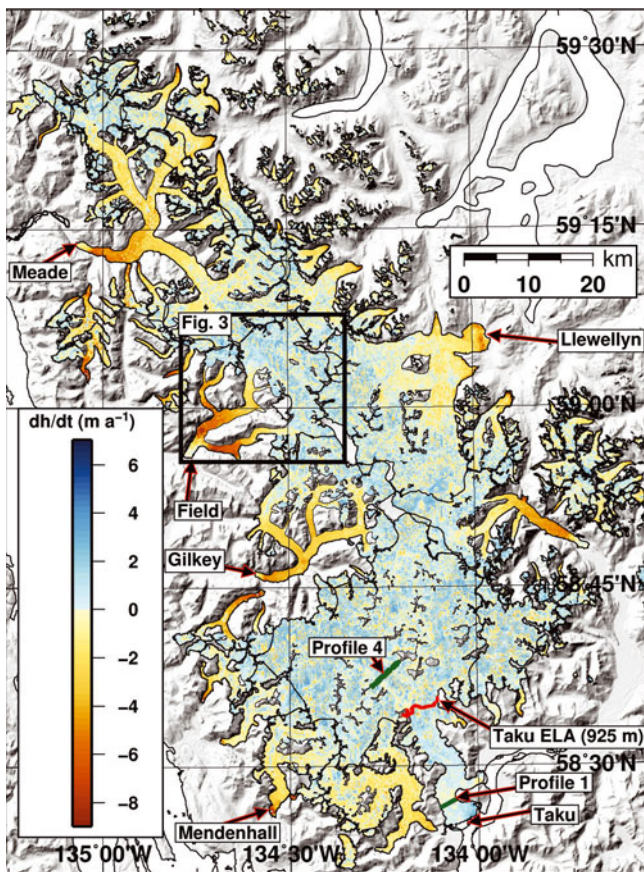 59°30'N
59°15'N
km
0 10 20
Meade
Fig. 3
Llewellyn
59°00'N
dh/dt (m a⁻¹)
6
4
2
0
−2
−4
−6
−8
Field
Gilkey
58°45'N
Profile 4
Taku ELA (925 m)
58°30'N
Profile 1
Mendenhall
Taku
135°00'W 134°30'W 134°00'W